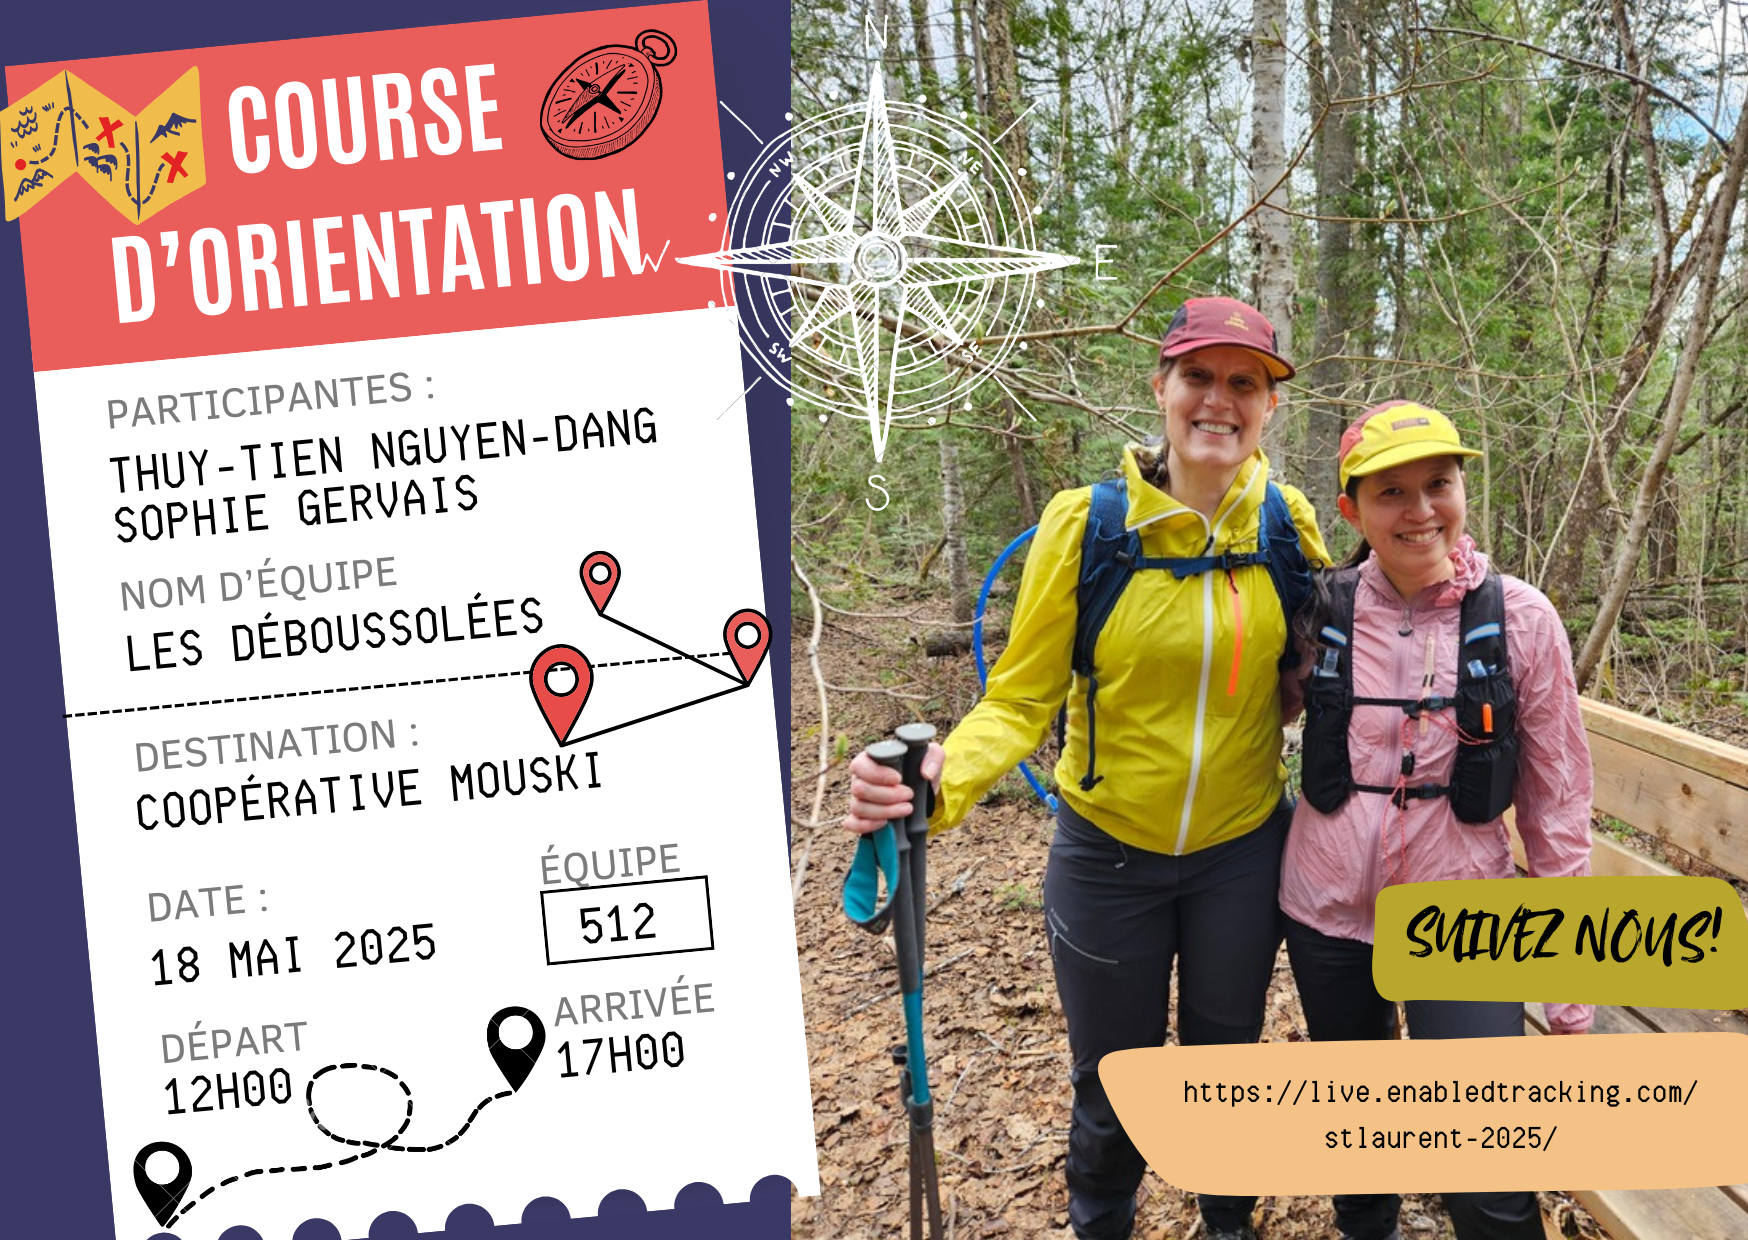 COURSE
D’ORIENTATION
PARTICIPANTES :
THUY-TIEN NGUYEN-DANG
SOPHIE GERVAIS
NOM D’ÉQUIPE
LES DÉBOUSSOLÉES
DESTINATION :
COOPÉRATIVE MOUSKI
DATE :
18 MAI 2025
ÉQUIPE
512
DÉPART
12H00
ARRIVÉE
17H00
N
NW
NE
W
E
SW
SE
S
SUIVEZ NOUS!
https://live.enabledtracking.com/
stlaurent-2025/